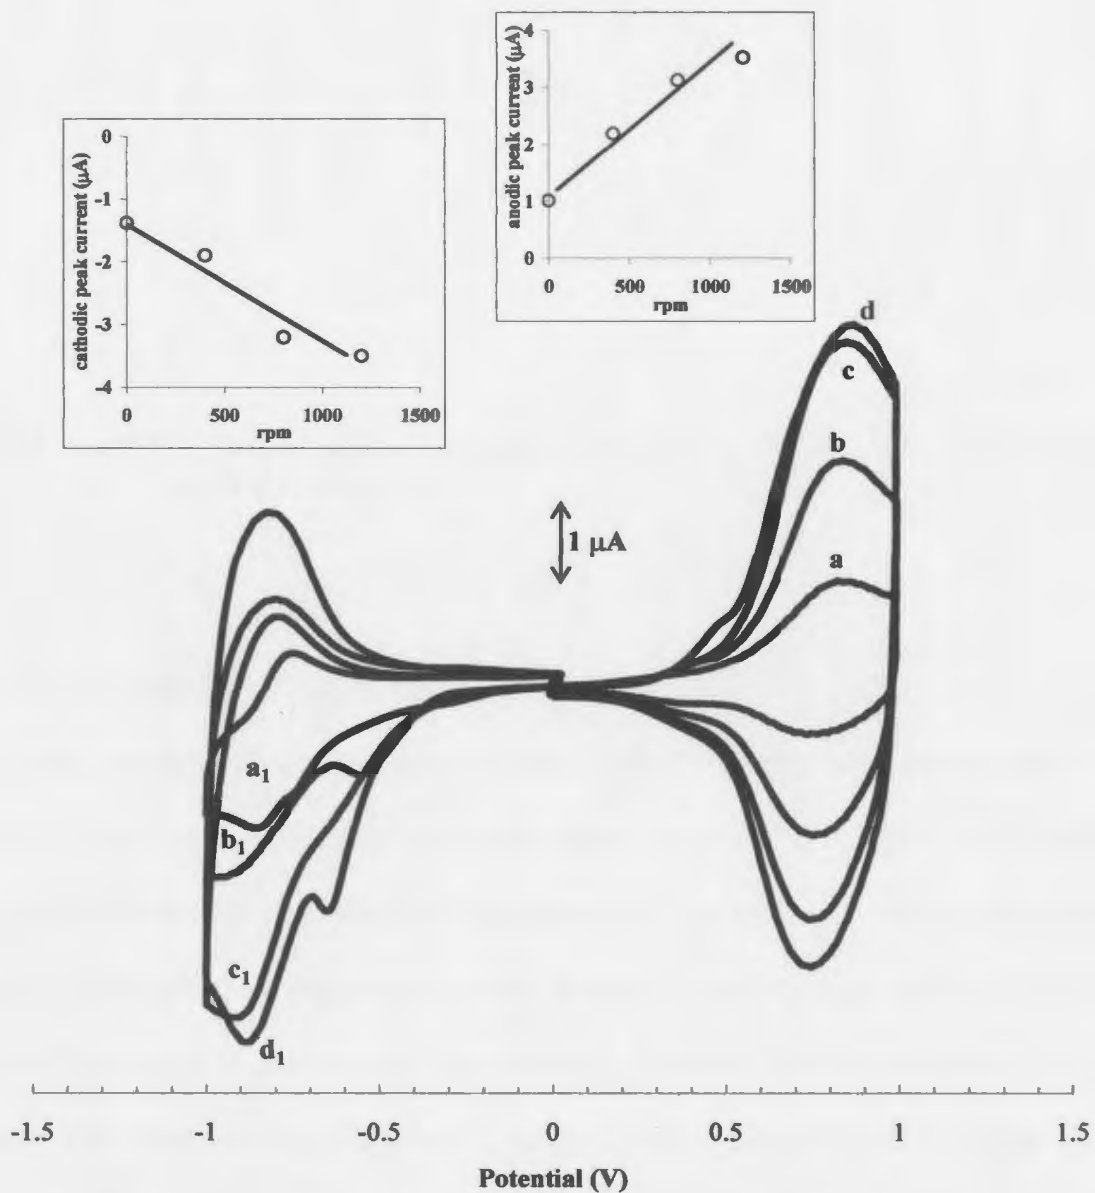 4
3
2
1
0
anodic peak current (μA)
0 500 1000 1500
rpm
0
-1
-2
-3
-4
cathodic peak current (μA)
0 500 1000 1500
rpm
d
c
b
a
1 μA
a₁
b₁
c₁
d₁
-1.5 -1 -0.5 0 0.5 1 1.5
Potential (V)